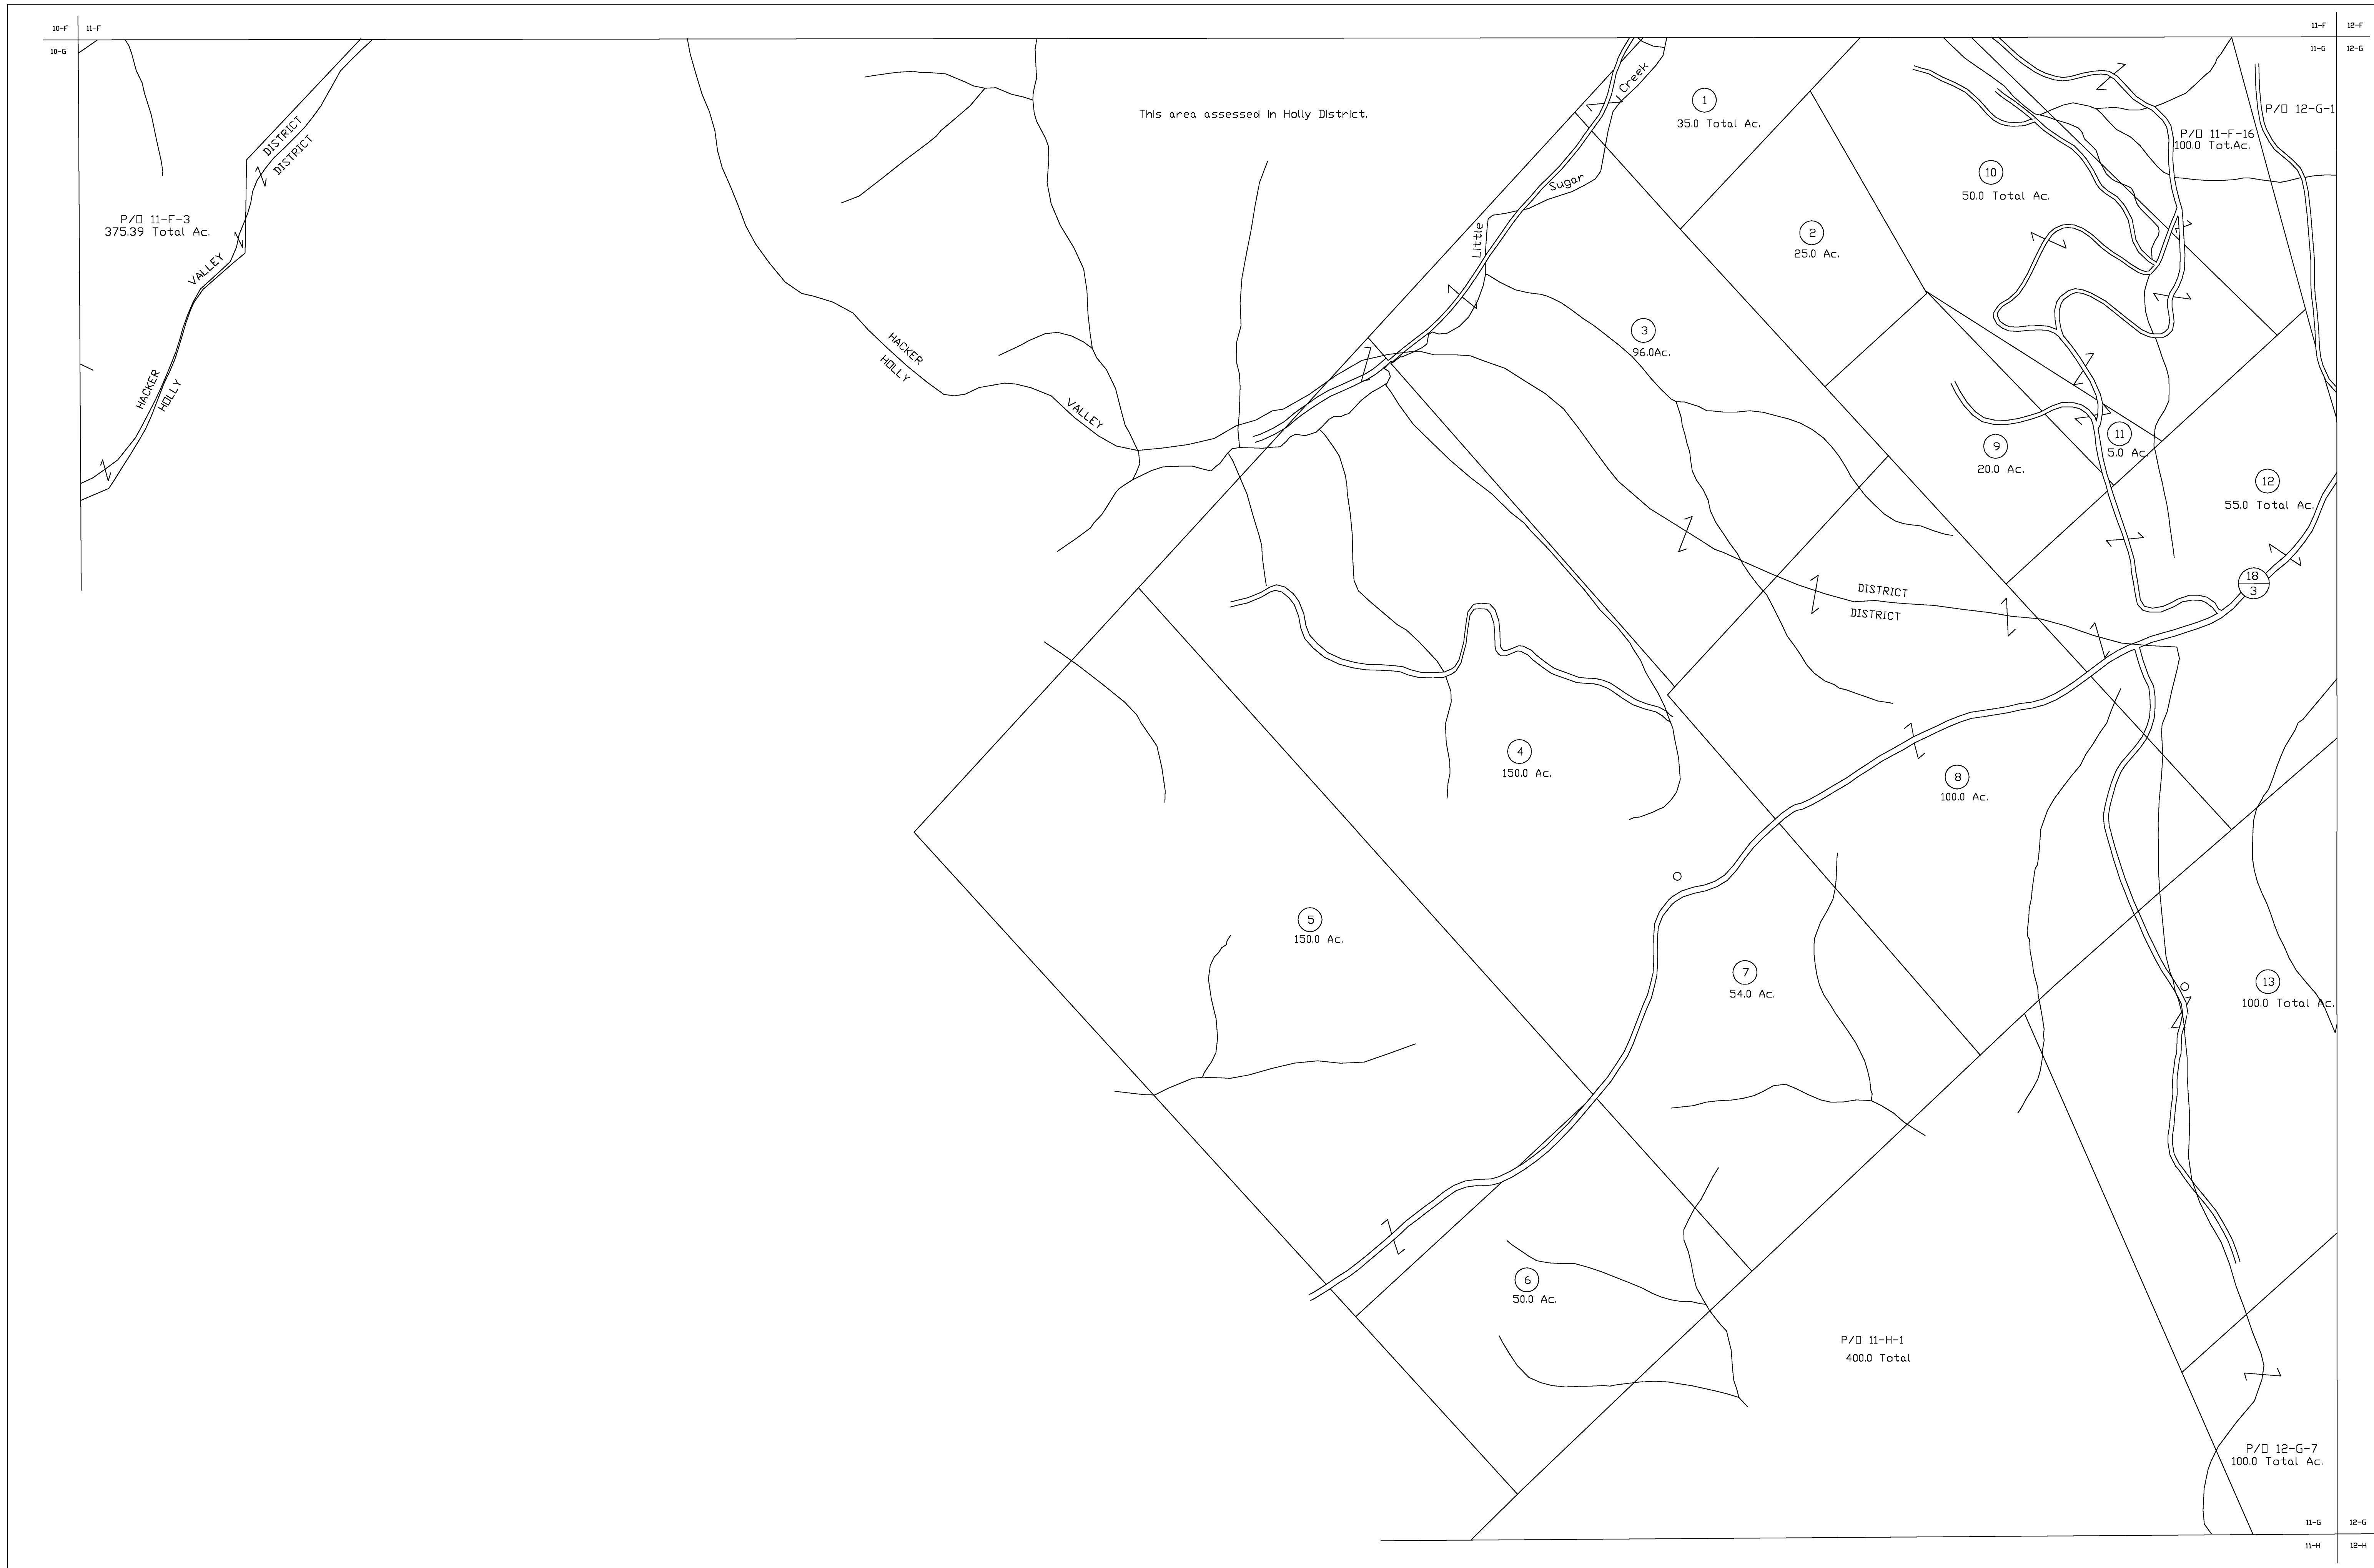 10-F 11-F
10-G
11-F 12-F
11-G 12-G
P/O 11-F-3
375.39 Total Ac.
DISTRICT
DISTRICT
VALLEY
HACKER
HOLLY
This area assessed in Holly District.
HACKER
HOLLY
VALLEY
Little
Sugar
Creek
1
35.0 Total Ac.
2
25.0 Ac.
3
96.0Ac.
10
50.0 Total Ac.
P/O 12-G-1
P/O 11-F-16
100.0 Tot.Ac.
9
20.0 Ac.
11
5.0 Ac.
12
55.0 Total Ac.
18
3
DISTRICT
DISTRICT
4
150.0 Ac.
8
100.0 Ac.
5
150.0 Ac.
7
54.0 Ac.
13
100.0 Total Ac.
6
50.0 Ac.
P/O 11-H-1
400.0 Total
P/O 12-G-7
100.0 Total Ac.
11-G 12-G
11-H 12-H